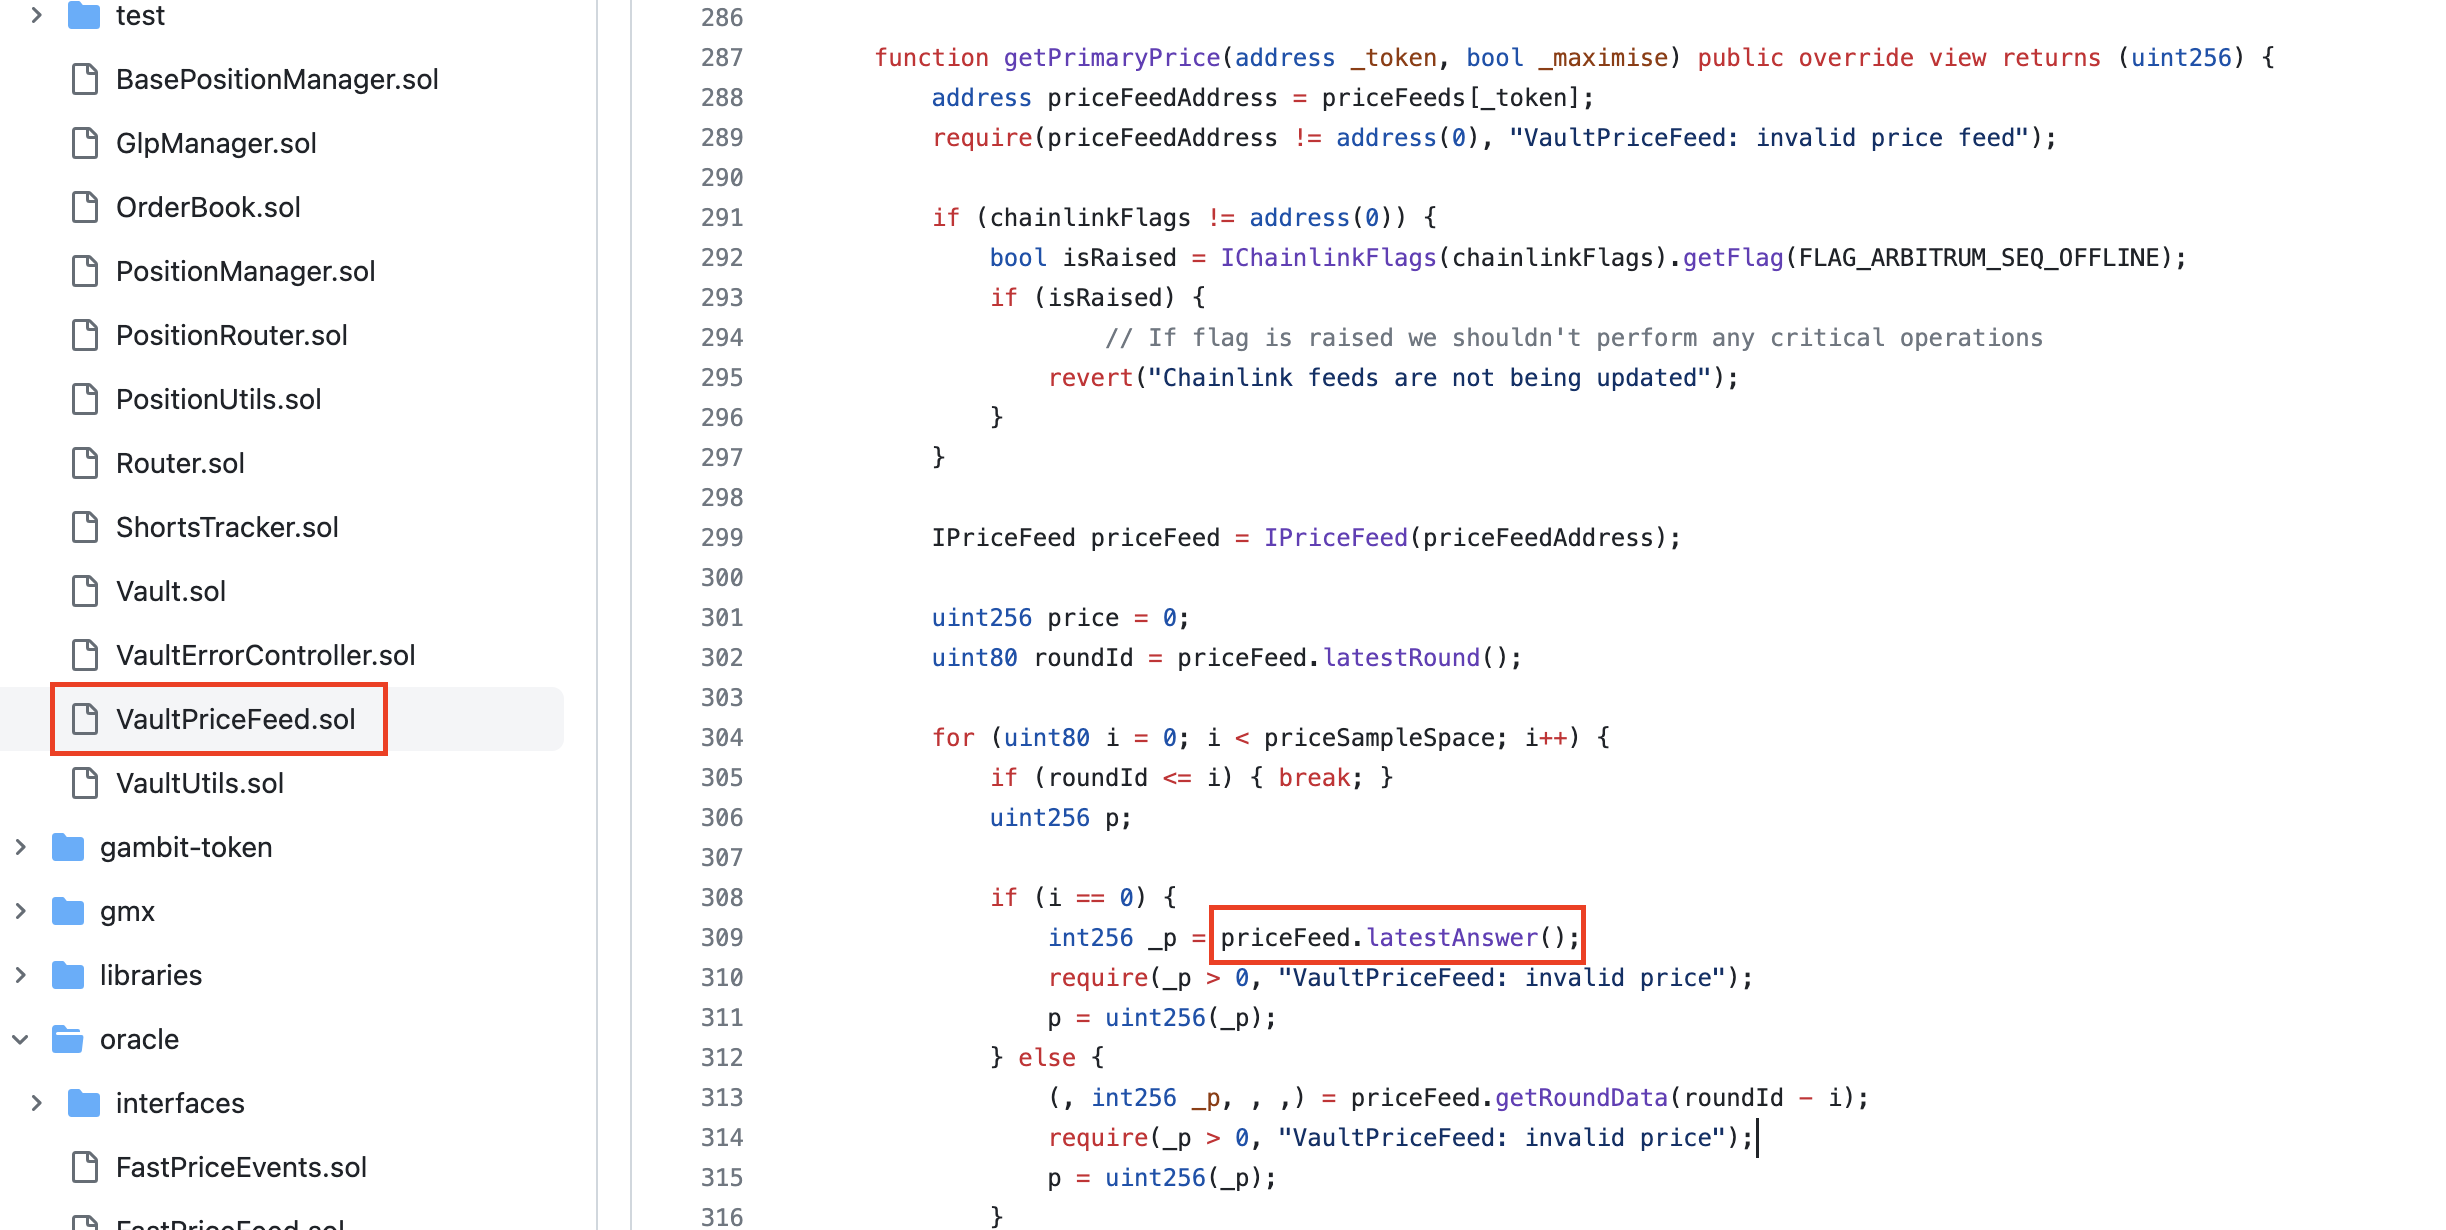 test
BasePositionManager.sol
GlpManager.sol
OrderBook.sol
PositionManager.sol
PositionRouter.sol
PositionUtils.sol
Router.sol
ShortsTracker.sol
Vault.sol
VaultErrorController.sol
VaultPriceFeed.sol
VaultUtils.sol
gambit-token
gmx
libraries
oracle
interfaces
FastPriceEvents.sol
FastPriceFeed.sol
286
287 function getPrimaryPrice(address _token, bool _maximise) public override view returns (uint256) {
288 address priceFeedAddress = priceFeeds[_token];
289 require(priceFeedAddress != address(0), "VaultPriceFeed: invalid price feed");
290
291 if (chainlinkFlags != address(0)) {
292 bool isRaised = IChainlinkFlags(chainlinkFlags).getFlag(FLAG_ARBITRUM_SEQ_OFFLINE);
293 if (isRaised) {
294 // If flag is raised we shouldn't perform any critical operations
295 revert("Chainlink feeds are not being updated");
296 }
297 }
298
299 IPriceFeed priceFeed = IPriceFeed(priceFeedAddress);
300
301 uint256 price = 0;
302 uint80 roundId = priceFeed.latestRound();
303
304 for (uint80 i = 0; i < priceSampleSpace; i++) {
305 if (roundId <= i) { break; }
306 uint256 p;
307
308 if (i == 0) {
309 int256 _p = priceFeed.latestAnswer();
310 require(_p > 0, "VaultPriceFeed: invalid price");
311 p = uint256(_p);
312 } else {
313 (, int256 _p, , ,) = priceFeed.getRoundData(roundId - i);
314 require(_p > 0, "VaultPriceFeed: invalid price");
315 p = uint256(_p);
316 }